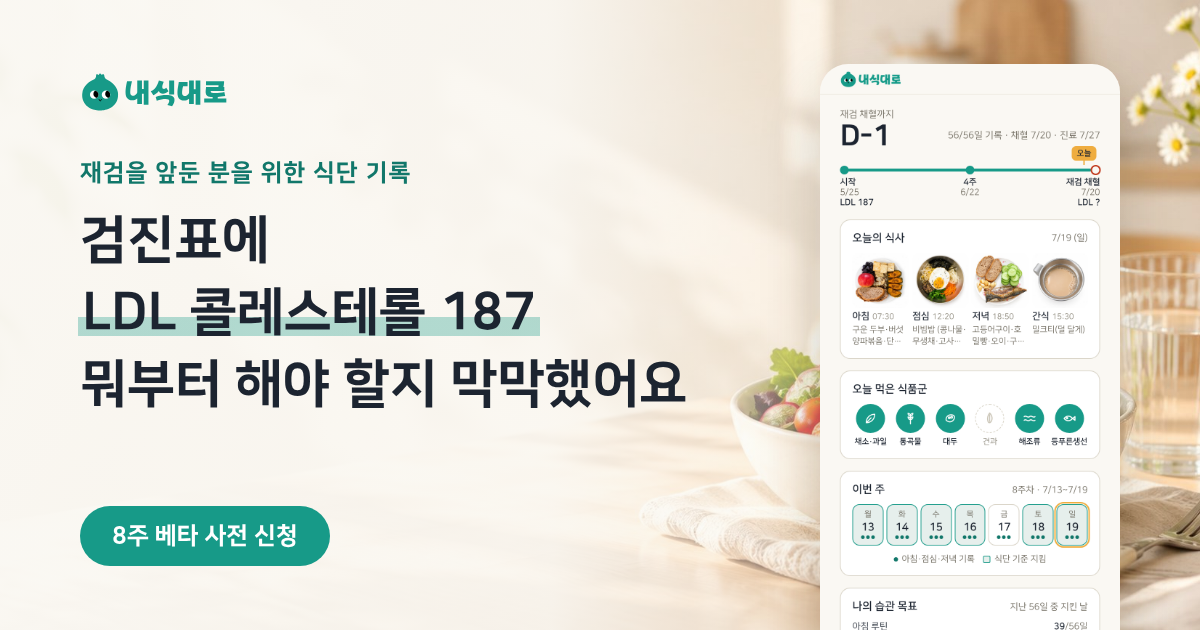 내식대로
재검을 앞둔 분을 위한 식단 기록
검진표에
LDL 콜레스테롤 187
뭐부터 해야 할지 막막했어요
8주 베타 사전 신청
내식대로
재검 채혈까지
D-1
56/56일 기록 · 채혈 7/20 · 진료 7/27
오늘
시작 4주 재검 채혈
5/25 6/22 7/20
LDL 187 LDL ?
오늘의 식사 7/19 (일)
아침 07:30 점심 12:20 저녁 18:50 간식 15:30
구운 두부·버섯 비빔밥 (콩나물· 고등어구이·호 밀크티(덜 달게)
양파볶음·단… 무생채·고사… 밀빵·오이·구…
오늘 먹은 식품군
채소·과일 통곡물 대두 견과 해조류 등푸른생선
이번 주 8주차 · 7/13~7/19
월 화 수 목 금 토 일
13 14 15 16 17 18 19
아침·점심·저녁 기록 식단 기준 지킴
나의 습관 목표 지난 56일 중 지킨 날
아침 루틴 39/56일